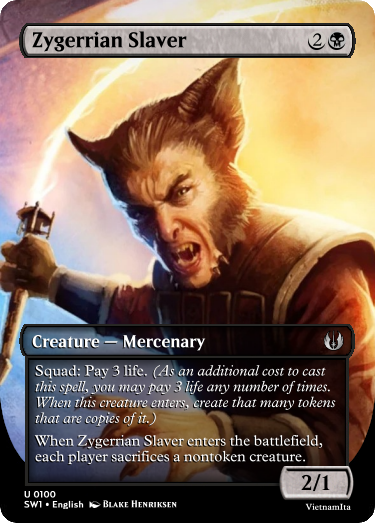 Zygerrian Slaver 2
Creature — Mercenary
Squad: Pay 3 life. (As an additional cost to cast
this spell, you may pay 3 life any number of times.
When this creature enters, create that many tokens
that are copies of it.)
When Zygerrian Slaver enters the battlefield,
each player sacrifices a nontoken creature.
2/1
U 0100
SW1 • English Blake Henriksen
VietnamIta